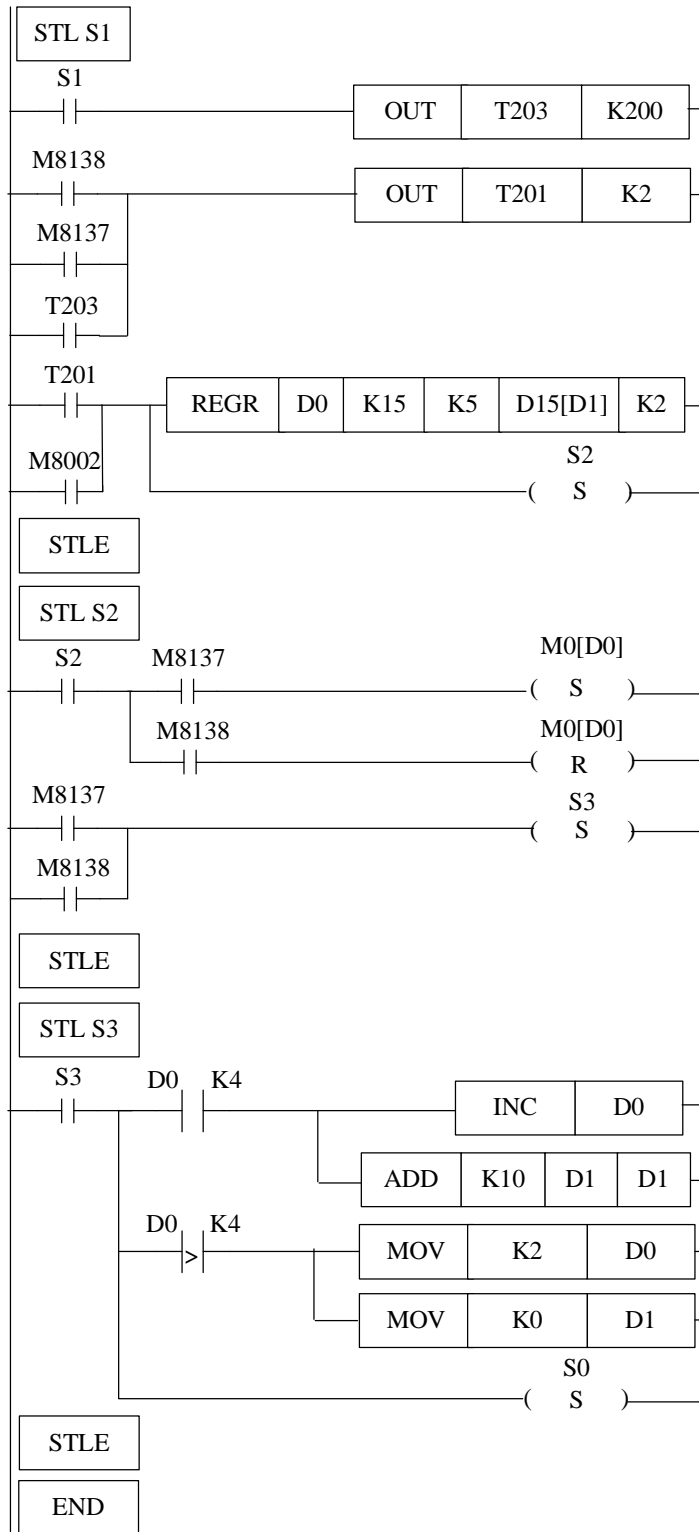 STL S1
S1
OUT T203 K200
M8138
OUT T201 K2
M8137
T203
T201
REGR D0 K15 K5 D15[D1] K2
M8002
S2
( S )
STLE
STL S2
S2 M8137
M0[D0]
( S )
M8138
M0[D0]
( R )
M8137
S3
( S )
M8138
STLE
STL S3
S3
D0 K4
INC D0
ADD K10 D1 D1
D0 > K4
MOV K2 D0
MOV K0 D1
S0
( S )
STLE
END